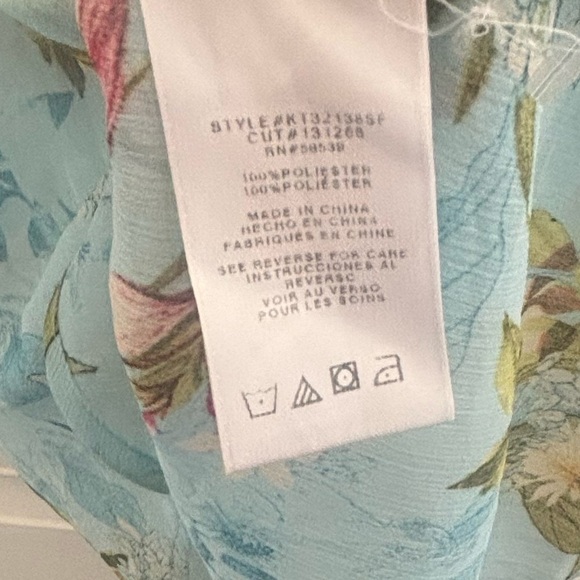 STYLE#KT32138SF
CUT#131268
RN#58539
100%POLIESTER
100%POLIÉSTER
MADE IN CHINA
HECHO EN CHINA
FABRIQUÉS EN CHINE
SEE REVERSE FOR CARE
INSTRUCCIONES AL
REVERSO
VOIR AU VERSO
POUR LES SOINS